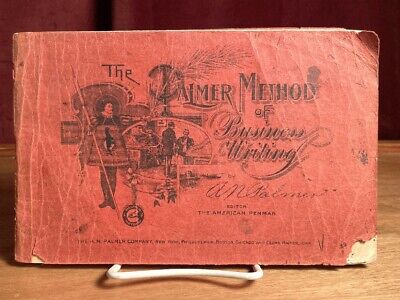 The
Palmer Method
of
Business
Writing
by
A. N. Palmer
EDITOR
THE AMERICAN PENMAN
THE A. N. PALMER COMPANY, NEW YORK, PHILADELPHIA, BOSTON, CHICAGO AND CEDAR RAPIDS, IOWA